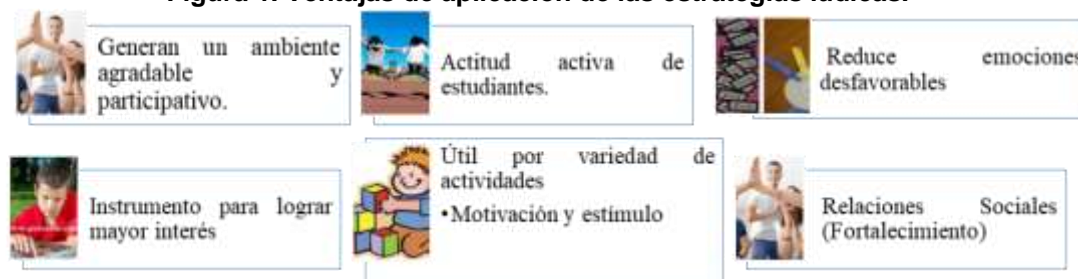 Figura 1. Ventajas de aplicación de las estrategias lúdicas.
Generan un ambiente
agradable y
participativo.
Actitud activa de
estudiantes.
Reduce emociones
desfavorables
Instrumento para lograr
mayor interés
Útil por variedad de
actividades
•Motivación y estímulo
Relaciones Sociales
(Fortalecimiento)